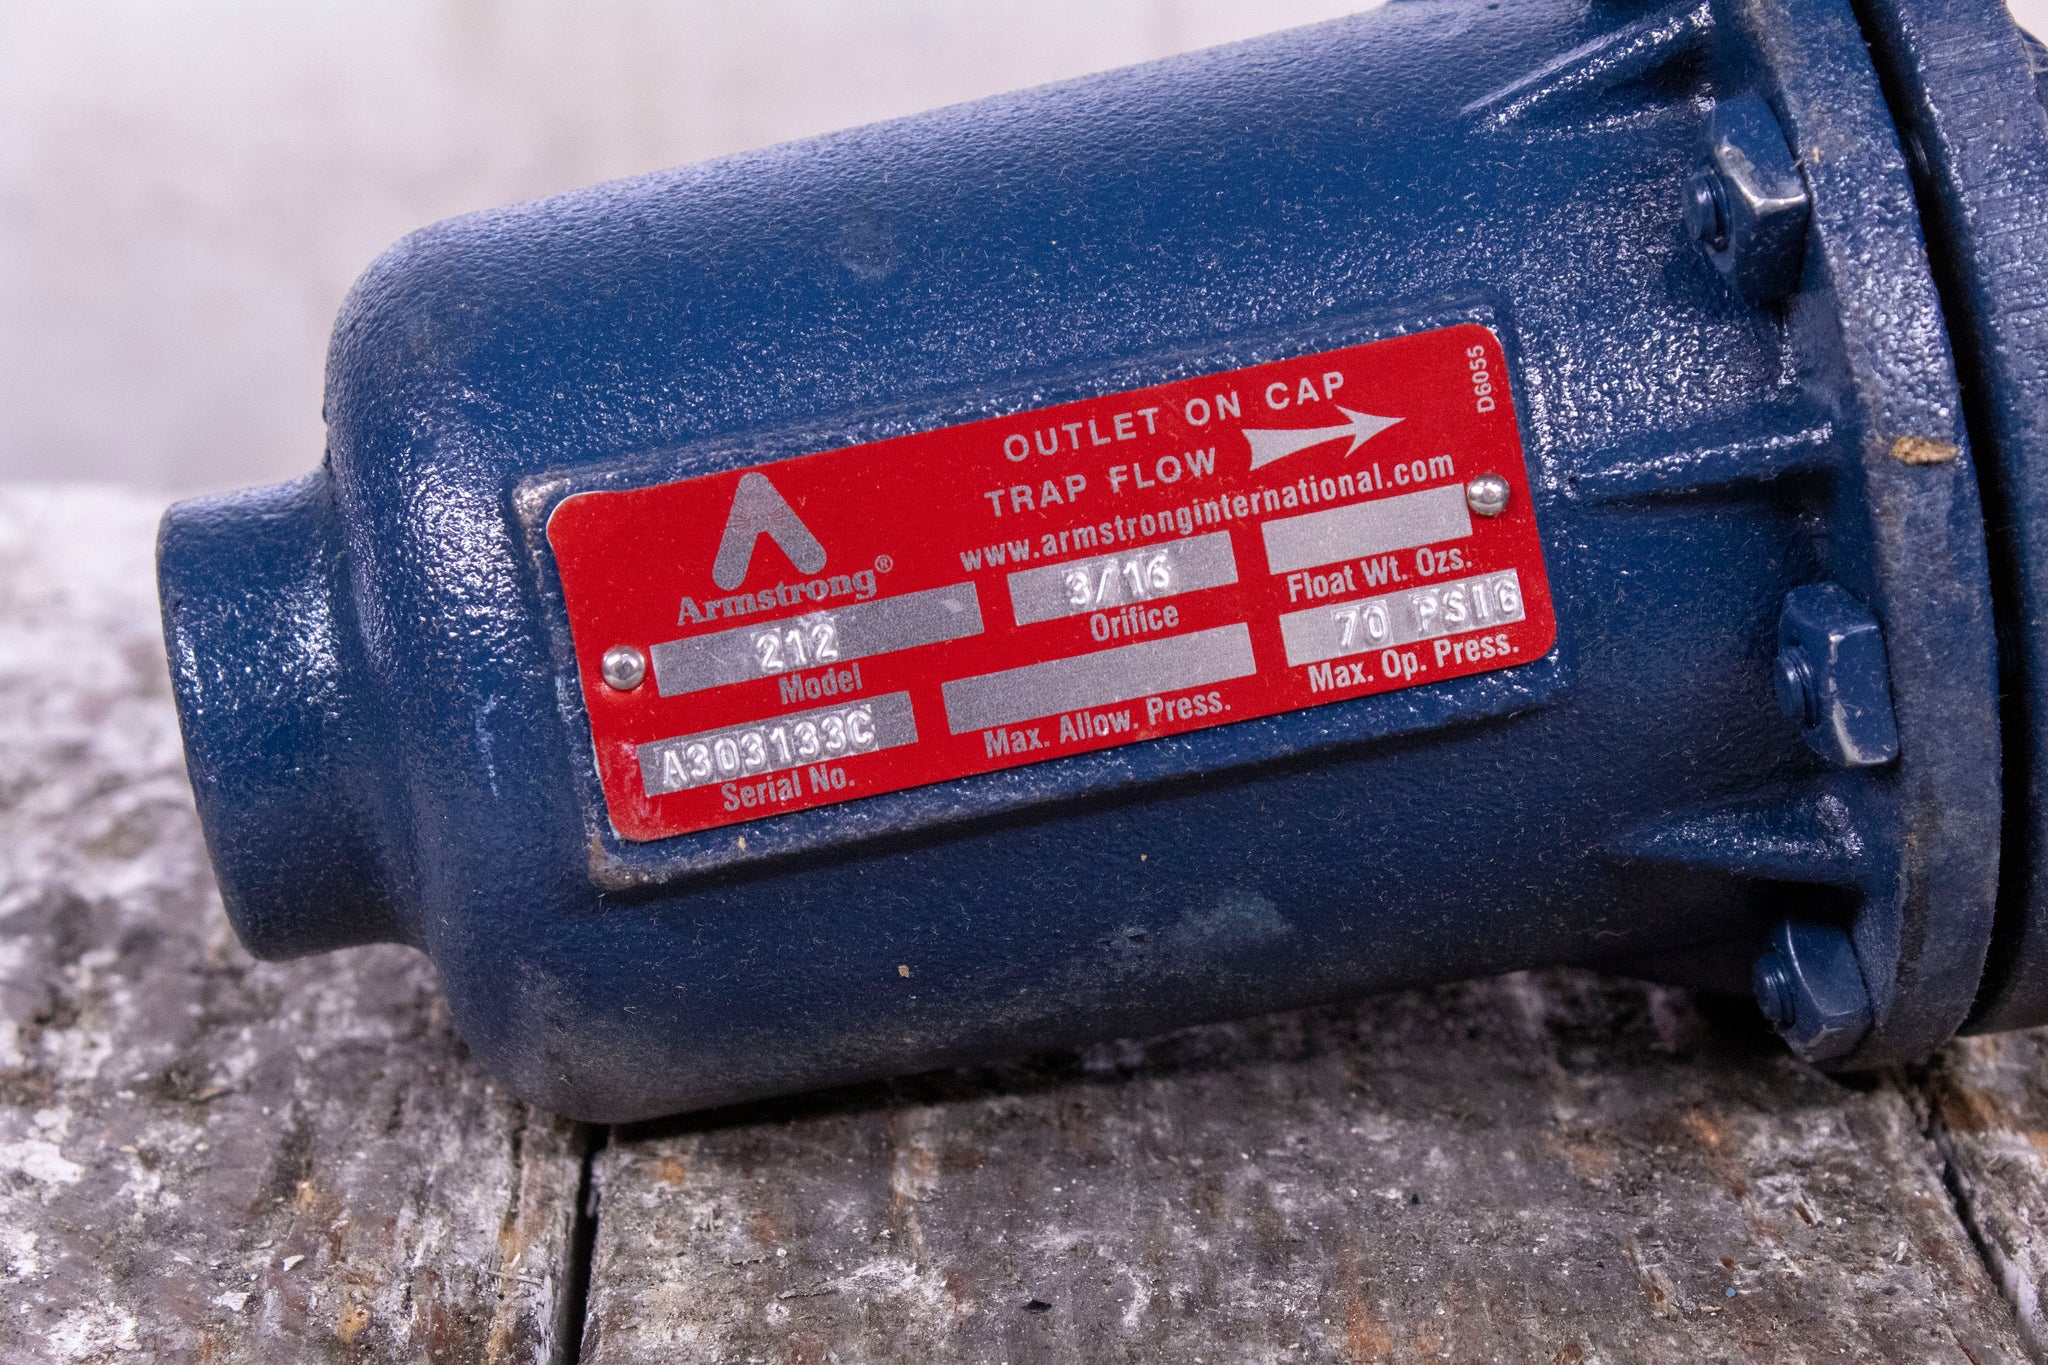 OUTLET ON CAP
TRAP FLOW
D6055
www.armstronginternational.com
Armstrong®
212
Model
3/16
Orifice
Float Wt. Ozs.
A303133C
Serial No.
Max. Allow. Press.
70 PSIG
Max. Op. Press.